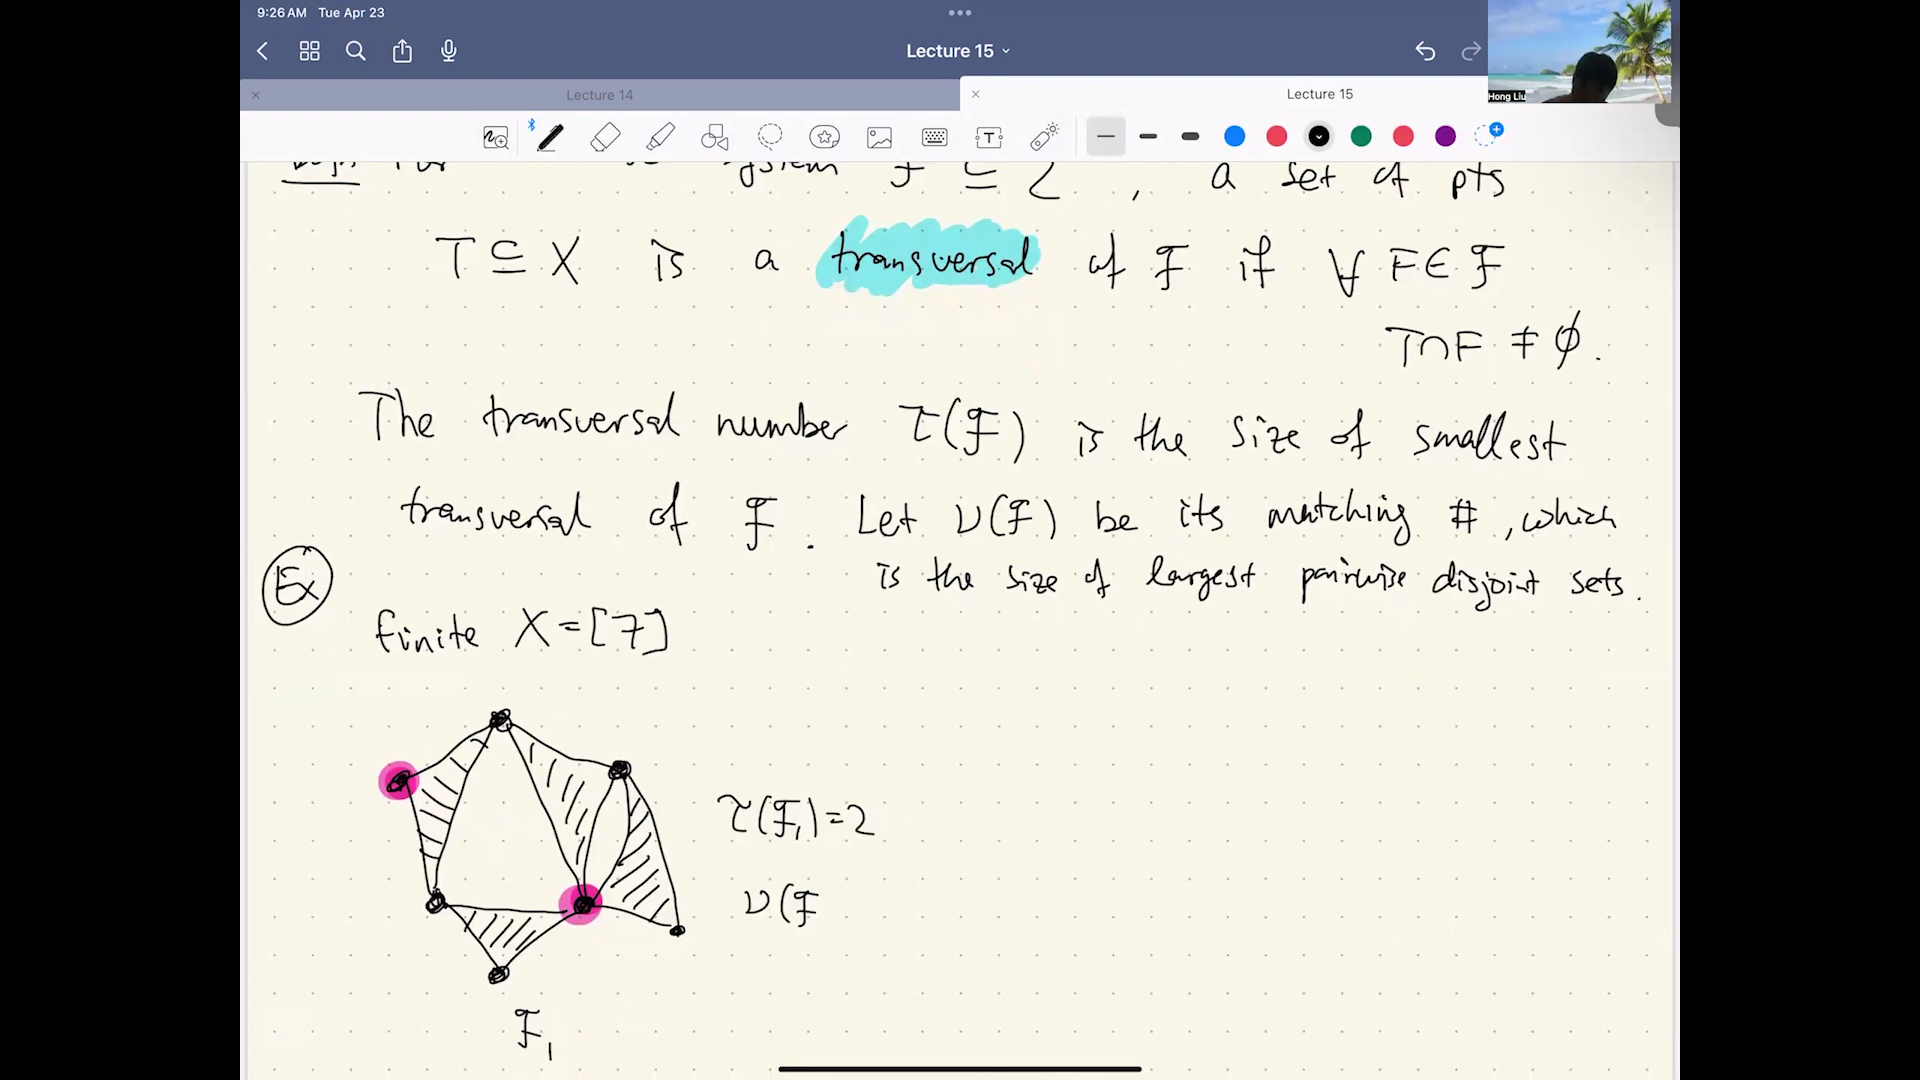 9:26 AM Tue Apr 23
Lecture 15
Hong Liu
Lecture 14
Lecture 15
F ⊆ 2 , a set of pts
T ⊆ X is a transversal of F if ∀ F ∈ F
T ∩ F ≠ ∅.
The transversal number τ(F) is the size of smallest
transversal of F. Let ν(F) be its matching #, which
is the size of largest pairwise disjoint sets.
Ex
finite X = [7]
τ(F₁) = 2
ν(F
F₁